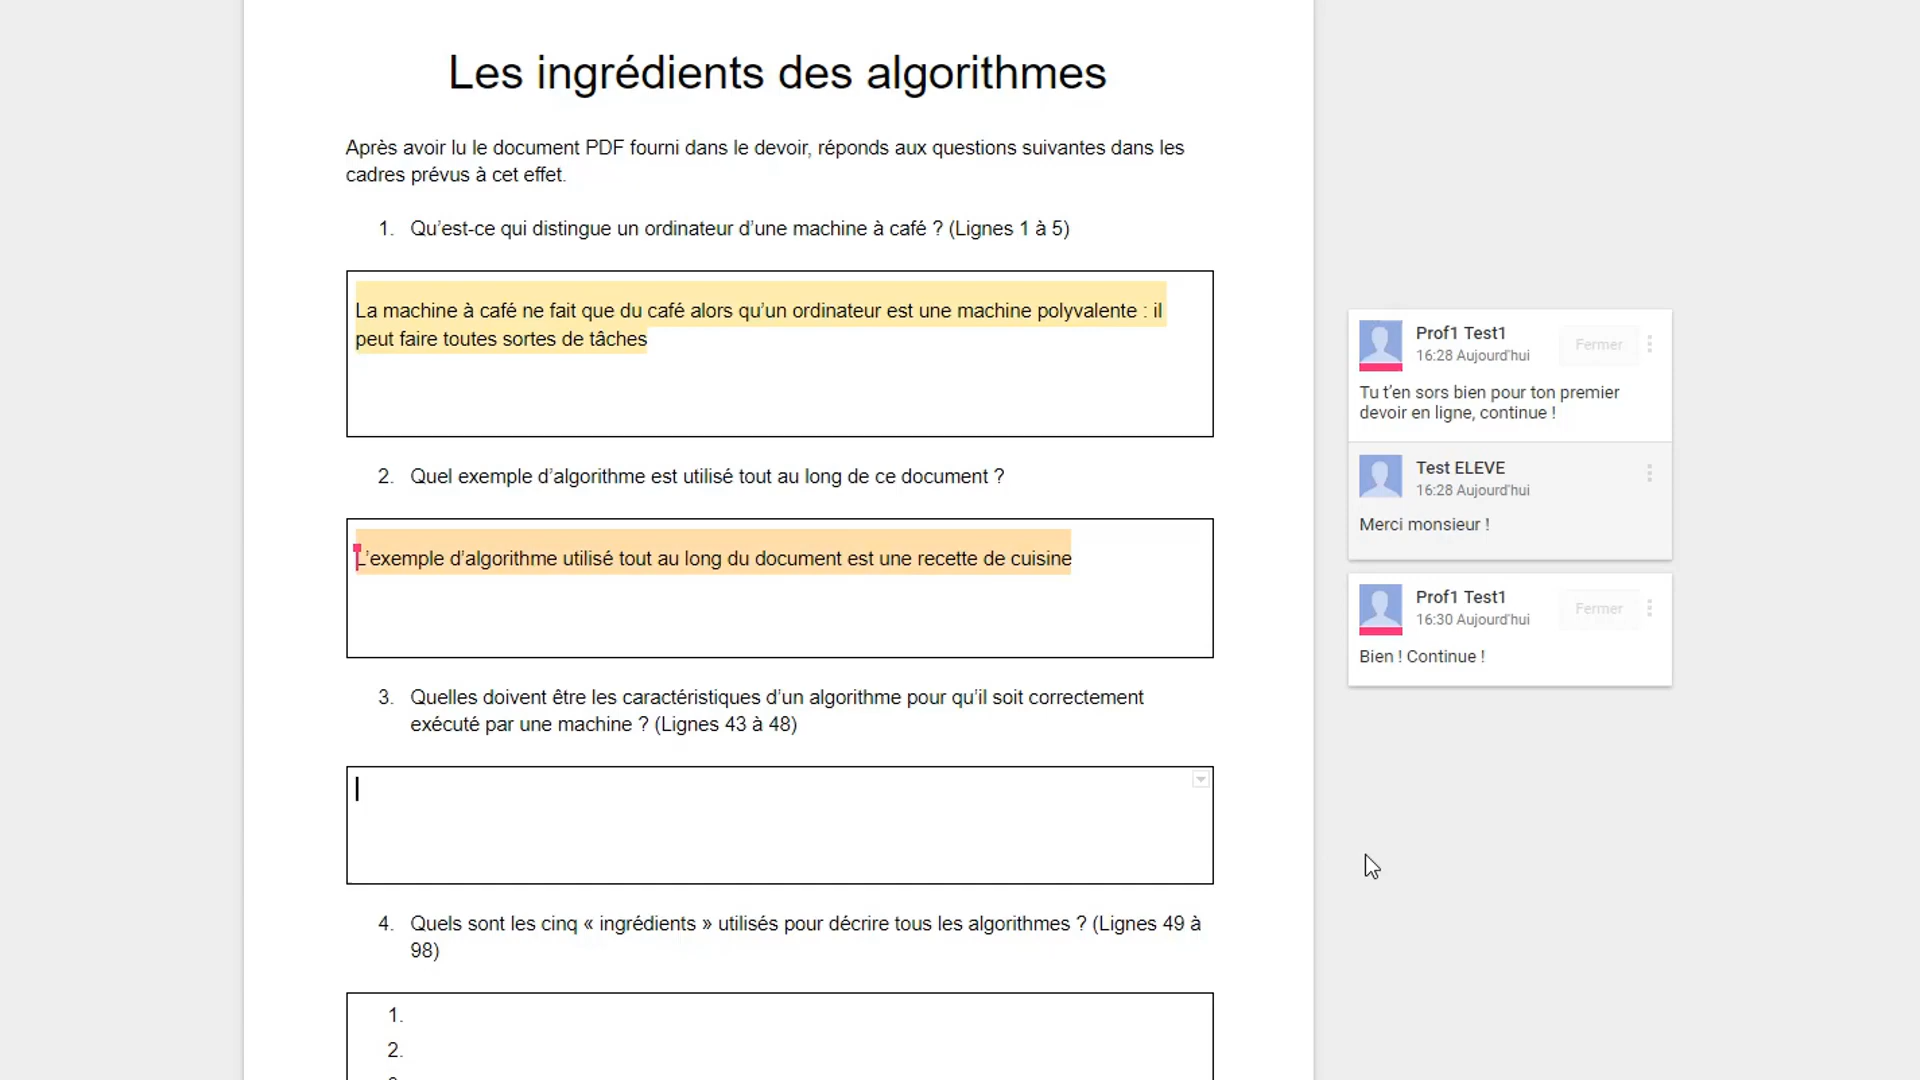 Les ingrédients des algorithmes
Après avoir lu le document PDF fourni dans le devoir, réponds aux questions suivantes dans les
cadres prévus à cet effet.
1. Qu’est-ce qui distingue un ordinateur d’une machine à café ? (Lignes 1 à 5)
La machine à café ne fait que du café alors qu’un ordinateur est une machine polyvalente : il
peut faire toutes sortes de tâches
2. Quel exemple d’algorithme est utilisé tout au long de ce document ?
L’exemple d’algorithme utilisé tout au long du document est une recette de cuisine
3. Quelles doivent être les caractéristiques d’un algorithme pour qu’il soit correctement
exécuté par une machine ? (Lignes 43 à 48)
4. Quels sont les cinq « ingrédients » utilisés pour décrire tous les algorithmes ? (Lignes 49 à
98)
1.
2.
Prof1 Test1
Fermer
16:28 Aujourd'hui
Tu t’en sors bien pour ton premier
devoir en ligne, continue !
Test ELEVE
16:28 Aujourd'hui
Merci monsieur !
Prof1 Test1
Fermer
16:30 Aujourd'hui
Bien ! Continue !